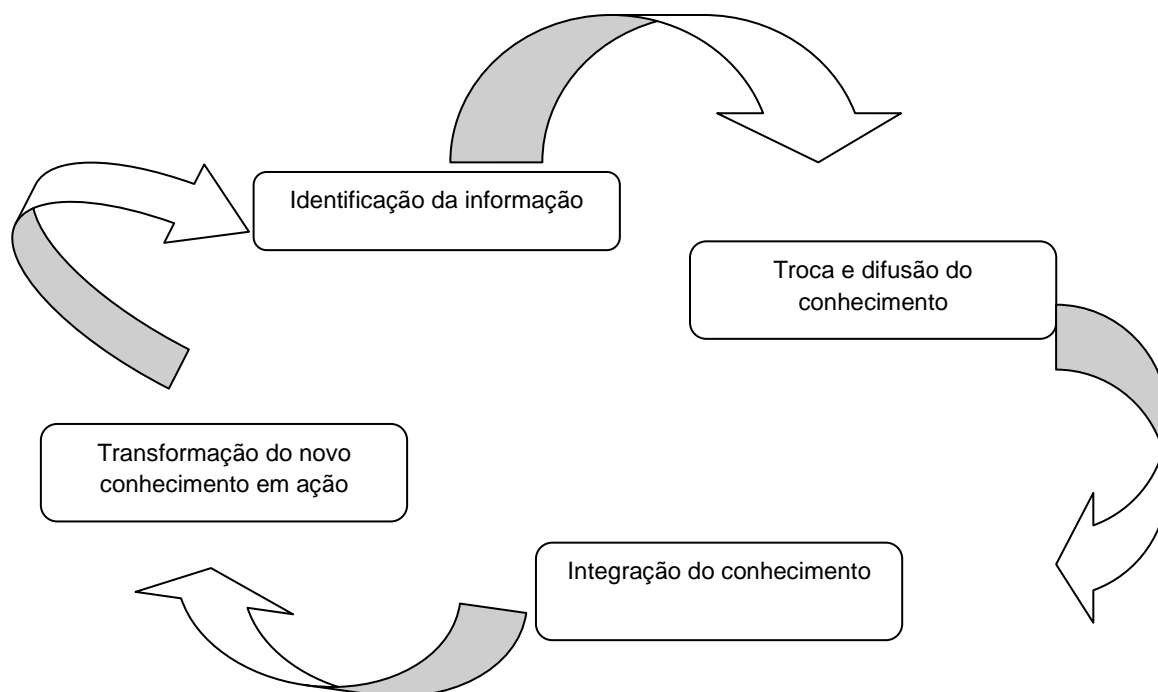 Identificação da informação
Troca e difusão do
conhecimento
Transformação do novo
conhecimento em ação
Integração do conhecimento